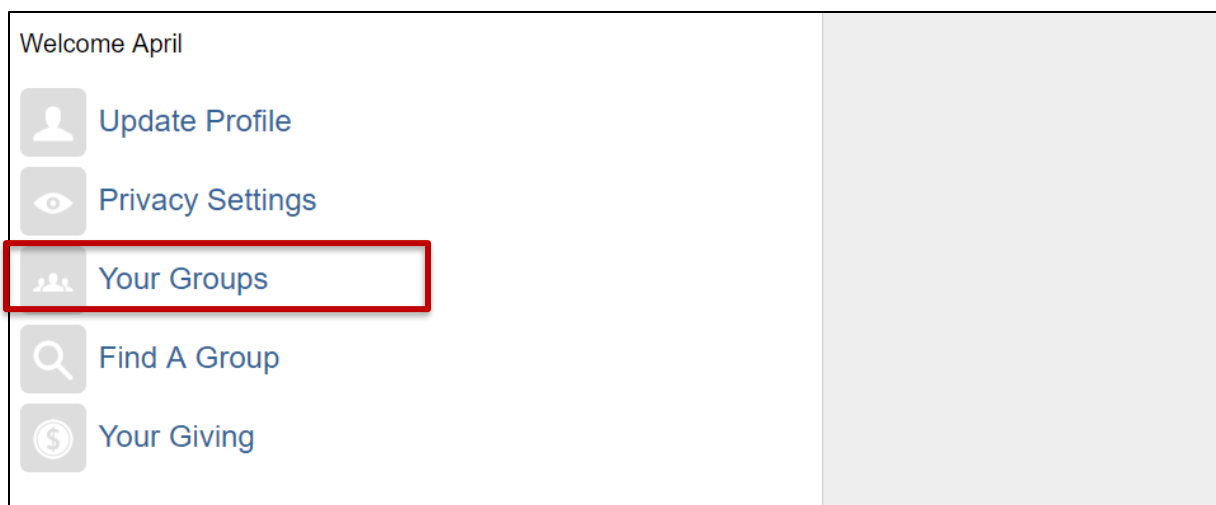 Welcome April
Update Profile
Privacy Settings
Your Groups
Find A Group
Your Giving